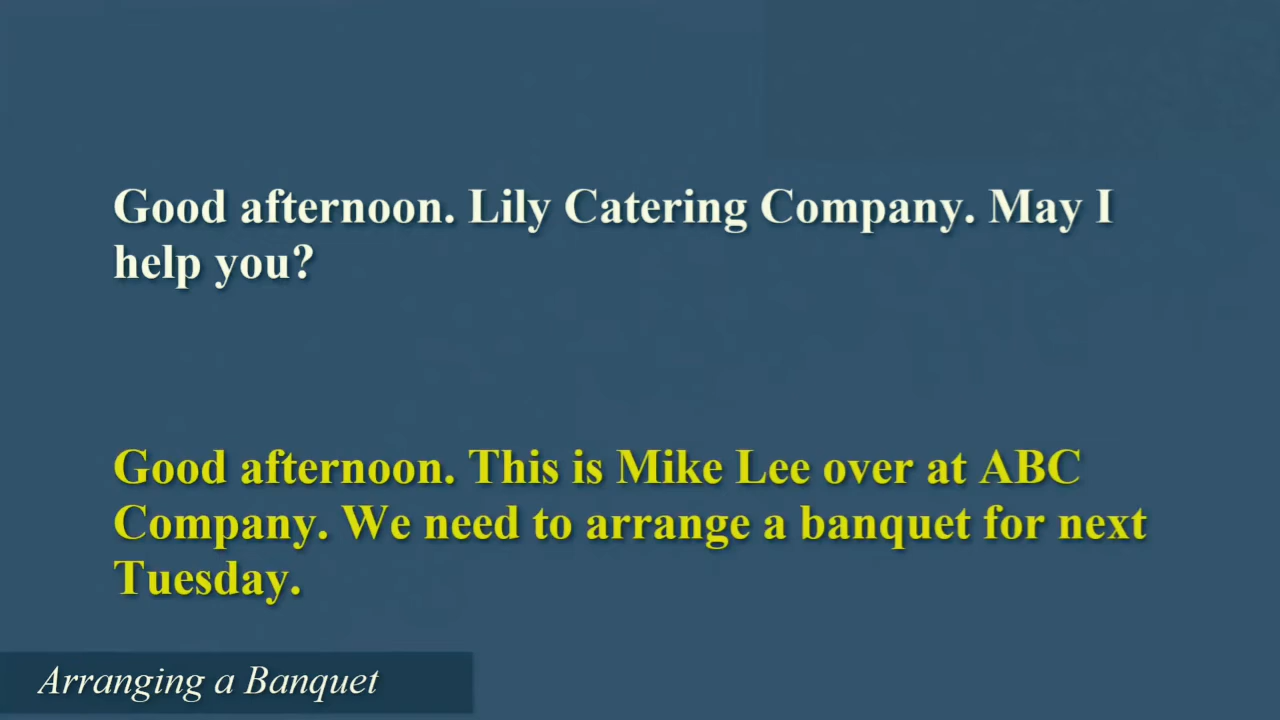 Good afternoon. Lily Catering Company. May I
help you?
Good afternoon. This is Mike Lee over at ABC
Company. We need to arrange a banquet for next
Tuesday.
Arranging a Banquet